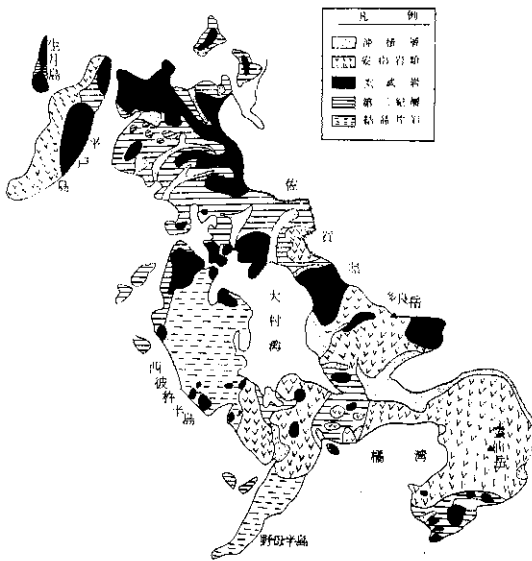 凡例
沖積層
安山岩類
玄武岩
第三紀層
結晶片岩
生月島
平戸島
佐賀県
多良岳
大村湾
西彼杵半島
雲仙岳
橘湾
野母半島